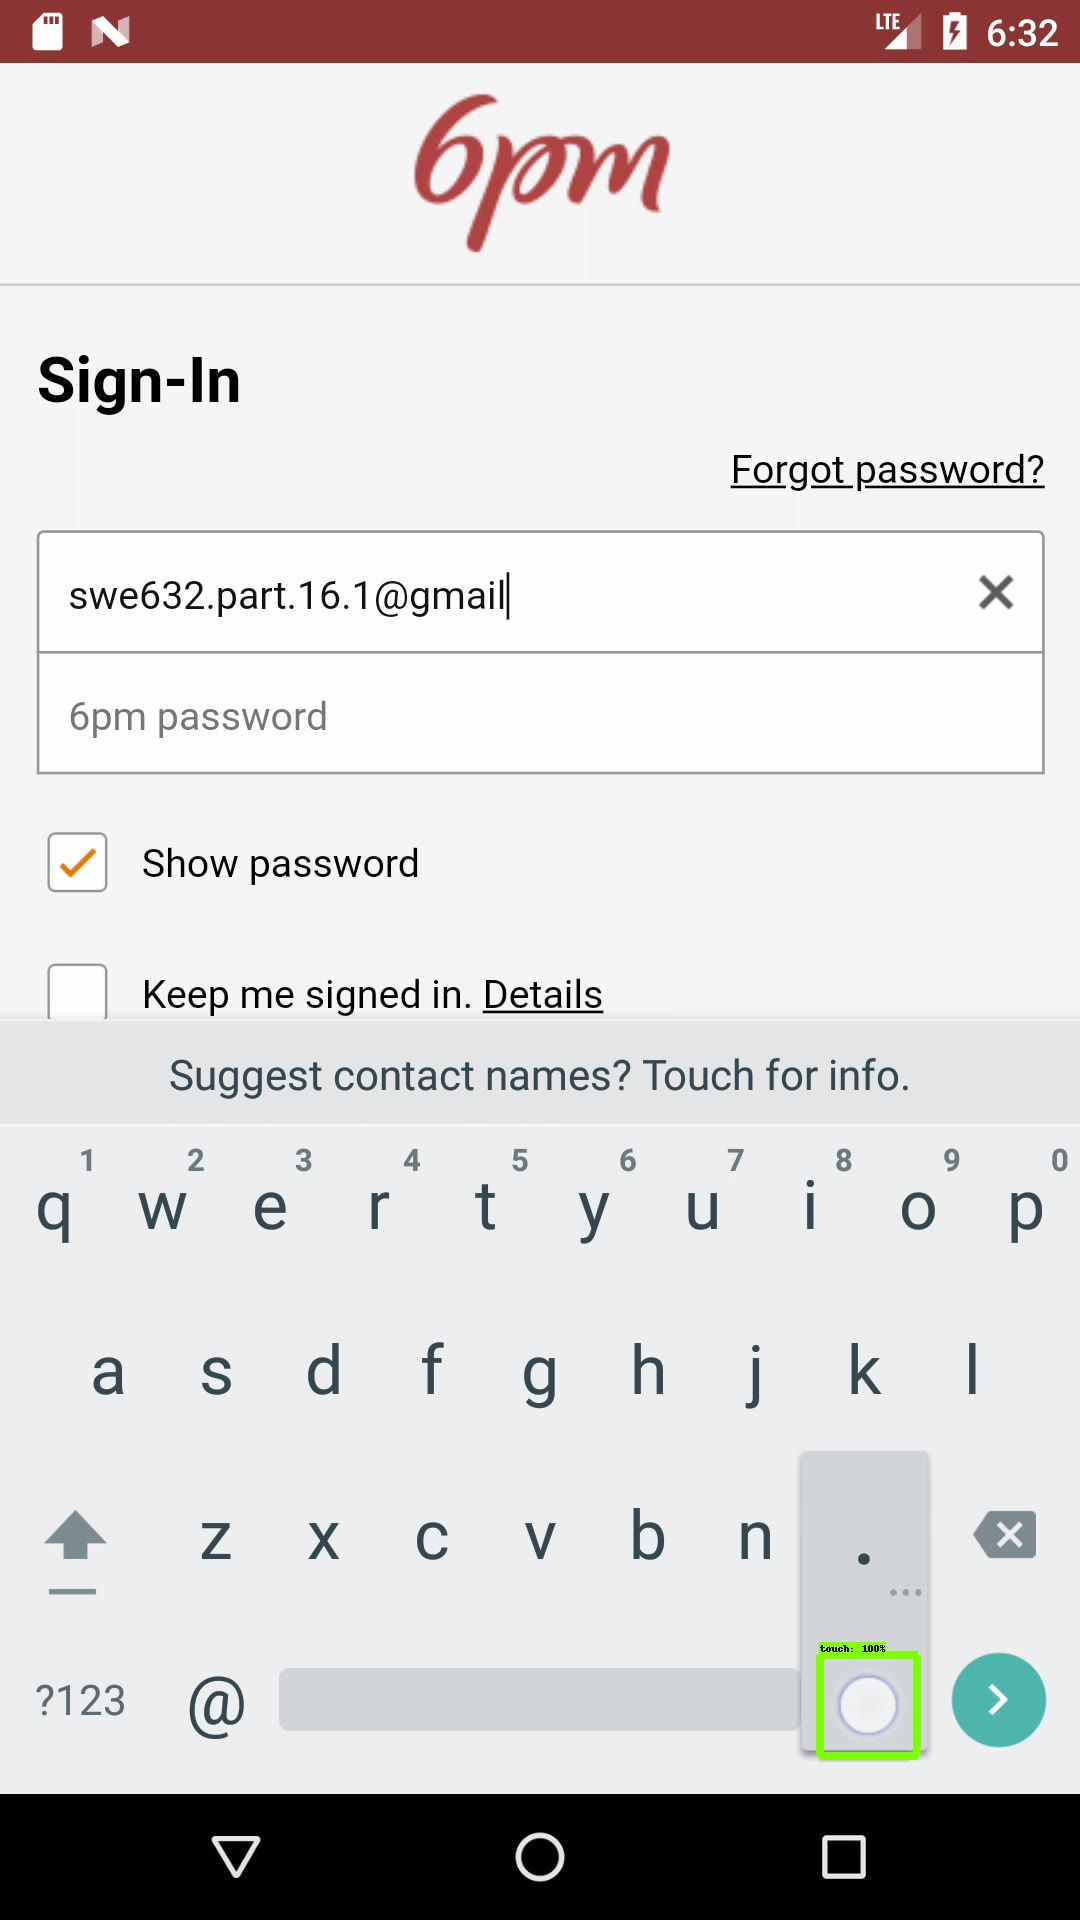 LTE 6:32
6pm
Sign-In
Forgot password?
swe632.part.16.1@gmail
6pm password
Show password
Keep me signed in. Details
Suggest contact names? Touch for info.
1 2 3 4 5 6 7 8 9 0
q w e r t y u i o p
a s d f g h j k l
z x c v b n .
touch: 100%
?123 @